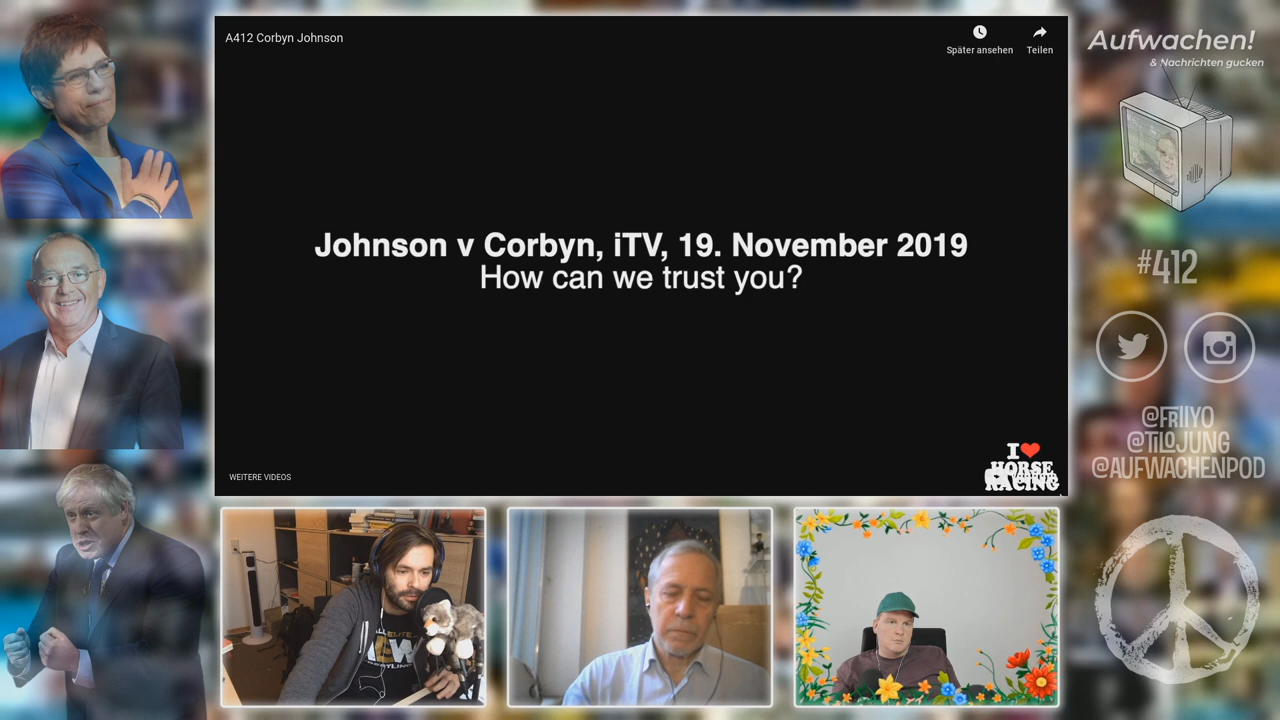 A412 Corbyn Johnson
Später ansehen
Teilen
Aufwachen!
& Nachrichten gucken
Johnson v Corbyn, iTV, 19. November 2019
How can we trust you?
#412
@FRIIYO
@TILOJUNG
@AUFWACHENPOD
WEITERE VIDEOS
I
HORSE
RACING